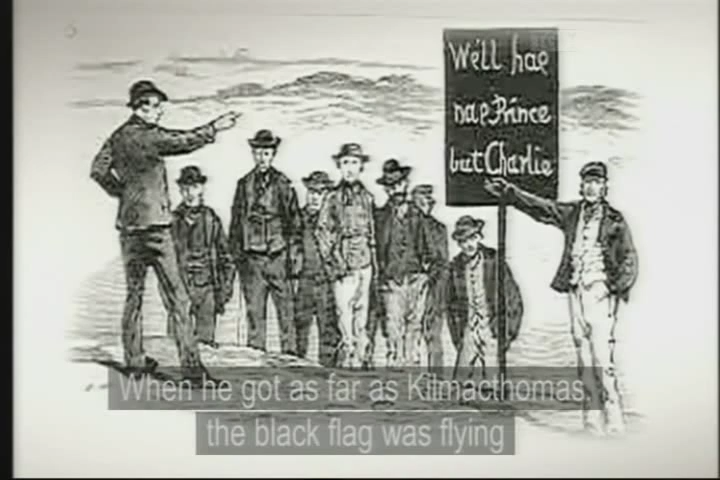 We'll hae
nae Prince
but Charlie
When he got as far as Kilmacthomas,
the black flag was flying